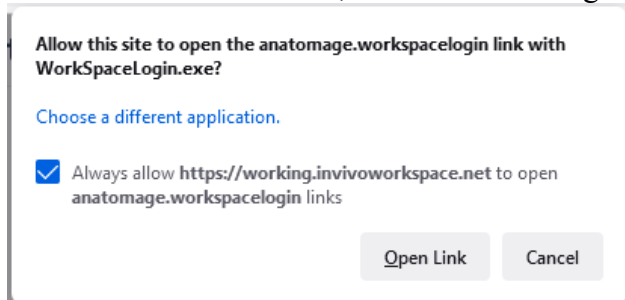 Allow this site to open the anatomage.workspacelogin link with
WorkSpaceLogin.exe?
Choose a different application.
Always allow https://working.invivoworkspace.net to open
anatomage.workspacelogin links
Open Link
Cancel